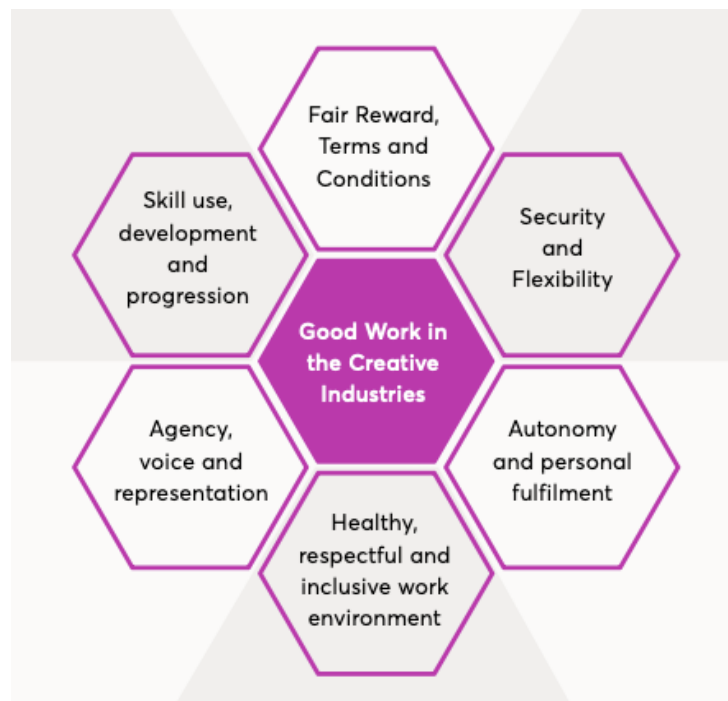 Fair Reward,
Terms and
Conditions
Skill use,
development
and
progression
Security
and
Flexibility
Good Work in
the Creative
Industries
Agency,
voice and
representation
Autonomy
and personal
fulfilment
Healthy,
respectful and
inclusive work
environment